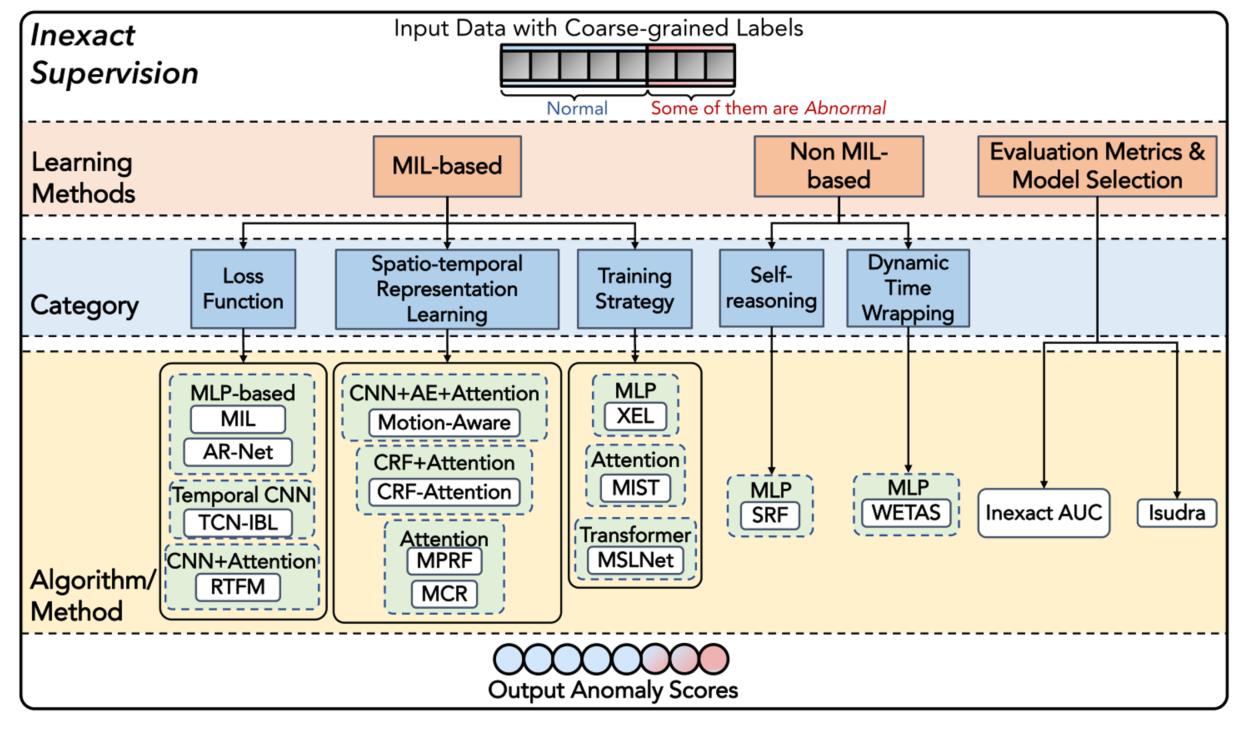 Inexact
Supervision
Input Data with Coarse-grained Labels
Normal
Some of them are Abnormal
Learning
Methods
MIL-based
Non MIL-
based
Evaluation Metrics &
Model Selection
Category
Loss
Function
Spatio-temporal
Representation
Learning
Training
Strategy
Self-
reasoning
Dynamic
Time
Wrapping
Algorithm/
Method
MLP-based
MIL
AR-Net
Temporal CNN
TCN-IBL
CNN+Attention
RTFM
CNN+AE+Attention
Motion-Aware
CRF+Attention
CRF-Attention
Attention
MPRF
MCR
MLP
XEL
Attention
MIST
Transformer
MSLNet
MLP
SRF
MLP
WETAS
Inexact AUC
Isudra
Output Anomaly Scores